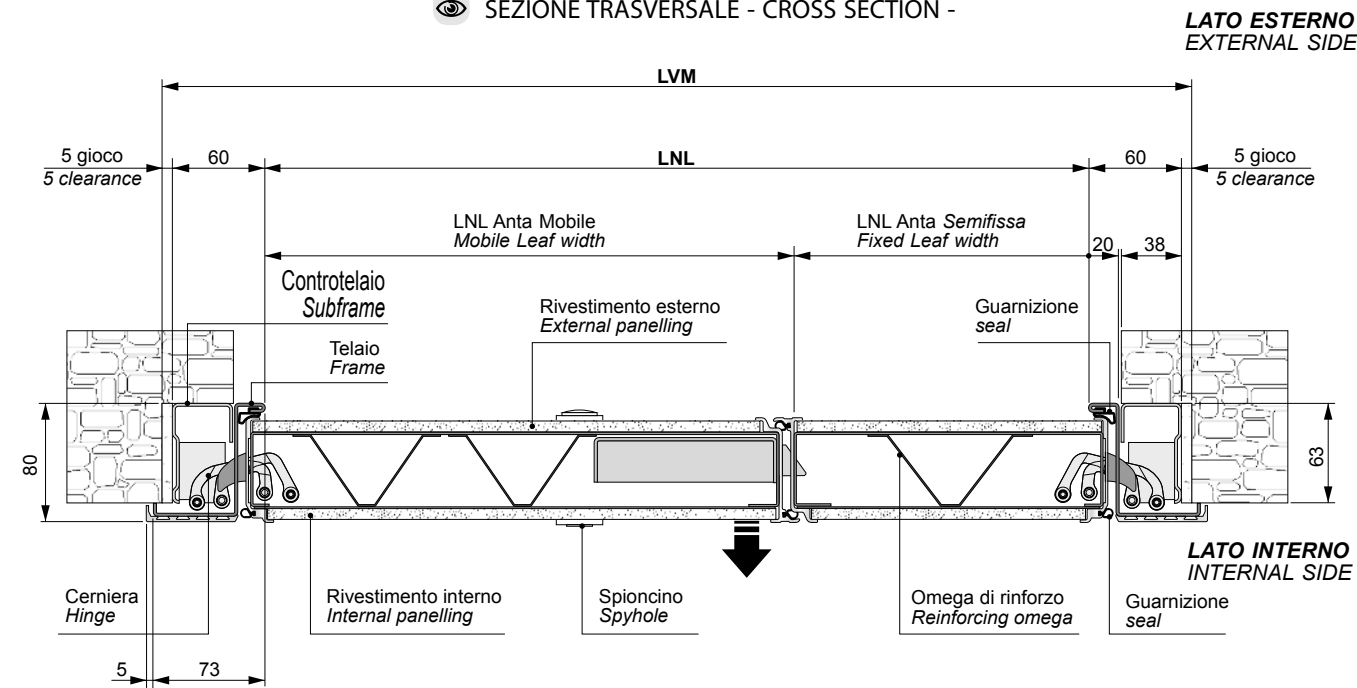 SEZIONE TRASVERSALE - CROSS SECTION -
LATO ESTERNO
EXTERNAL SIDE
LVM
5 gioco
5 clearance
60
LNL
60
5 gioco
5 clearance
LNL Anta Mobile
Mobile Leaf width
LNL Anta Semifissa
Fixed Leaf width
20
38
Controtelaio
Subframe
Rivestimento esterno
External panelling
Guarnizione
seal
Telaio
Frame
80
63
LATO INTERNO
INTERNAL SIDE
Cerniera
Hinge
Rivestimento interno
Internal panelling
Spioncino
Spyhole
Omega di rinforzo
Reinforcing omega
Guarnizione
seal
5
73